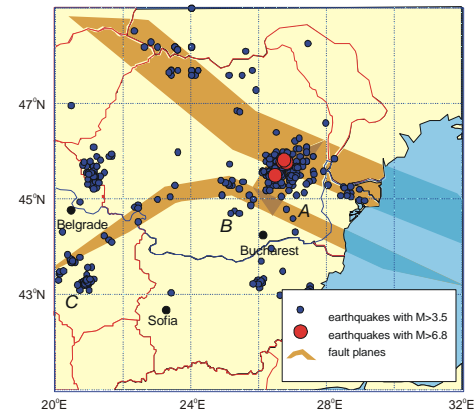 47°N
45°N
Belgrade
A
B
Bucharest
43°N
C
Sofia
earthquakes with M>3.5
earthquakes with M>6.8
fault planes
20°E
24°E
28°E
32°E